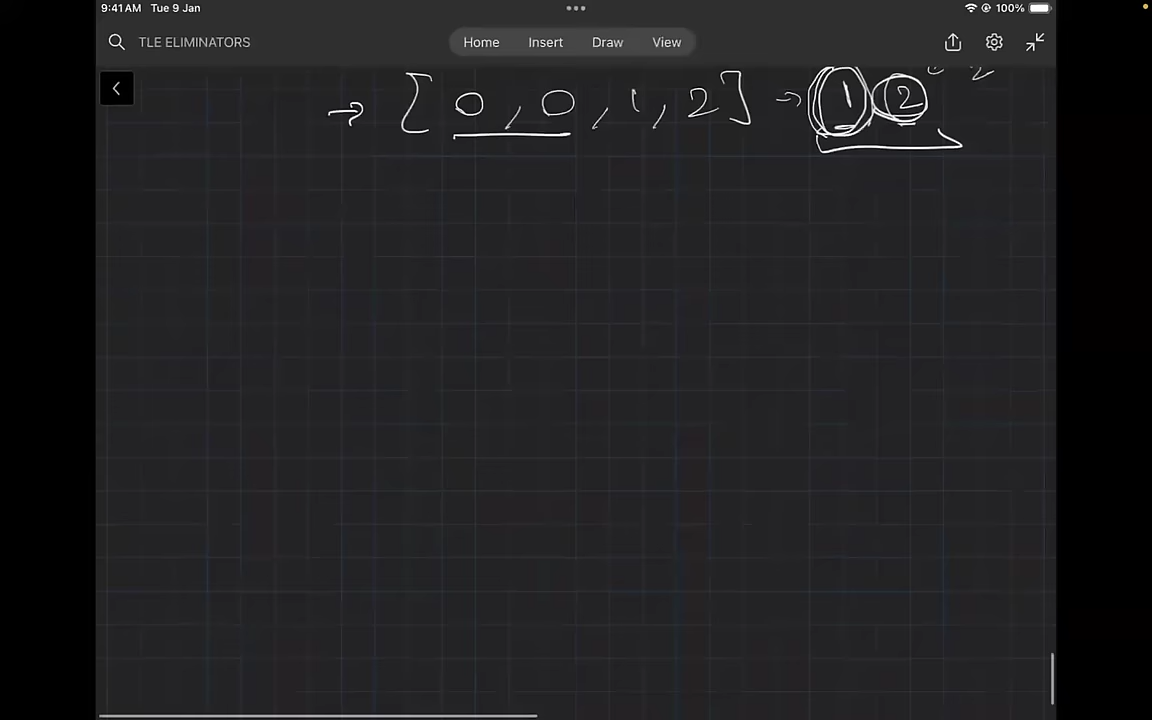 9:41 AM Tue 9 Jan 100%
TLE ELIMINATORS Home Insert Draw View
→ [ 0, 0, 1, 2 ] → 1 2